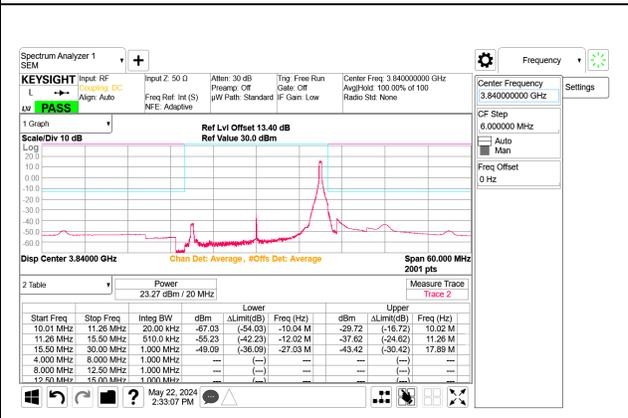 Spectrum Analyzer 1
SEM
Frequency
KEYSIGHT
Input: RF
Coupling: DC
Align: Auto
Input Z: 50 Ω
Freq Ref: Int (S)
NFE: Adaptive
Atten: 30 dB
Preamp: Off
µW Path: Standard
Trig: Free Run
Gate: Off
IF Gain: Low
Center Freq: 3.840000000 GHz
Avg|Hold: 100.00% of 100
Radio Std: None
L
PASS
Center Frequency
3.840000000 GHz
Settings
CF Step
6.000000 MHz
Auto
Man
Freq Offset
0 Hz
1 Graph
Scale/Div 10 dB
Ref Lvl Offset 13.40 dB
Ref Value 30.0 dBm
Log
20.0
10.0
0.00
-10.0
-20.0
-30.0
-40.0
-50.0
-60.0
Disp Center 3.84000 GHz
Chan Det: Average , #Offs Det: Average
Span 60.000 MHz
2001 pts
2 Table
Power
23.27 dBm / 20 MHz
Measure Trace
Trace 2
Lower Upper
Start Freq Stop Freq Integ BW dBm ΔLimit(dB) Freq (Hz) dBm ΔLimit(dB) Freq (Hz)
10.01 MHz 11.26 MHz 20.00 kHz -67.03 (-54.03) -10.04 M -29.72 (-16.72) 10.02 M
11.26 MHz 15.50 MHz 510.0 kHz -55.23 (-42.23) -12.02 M -37.62 (-24.62) 11.26 M
15.50 MHz 30.00 MHz 1.000 MHz -49.09 (-36.09) -27.03 M -43.42 (-30.42) 17.89 M
4.000 MHz 8.000 MHz 1.000 MHz --- (---) --- --- (---) ---
8.000 MHz 12.50 MHz 1.000 MHz --- (---) --- --- (---) ---
12.50 MHz 15.00 MHz 1.000 MHz --- (---) --- --- (---) ---
May 22, 2024
2:33:07 PM